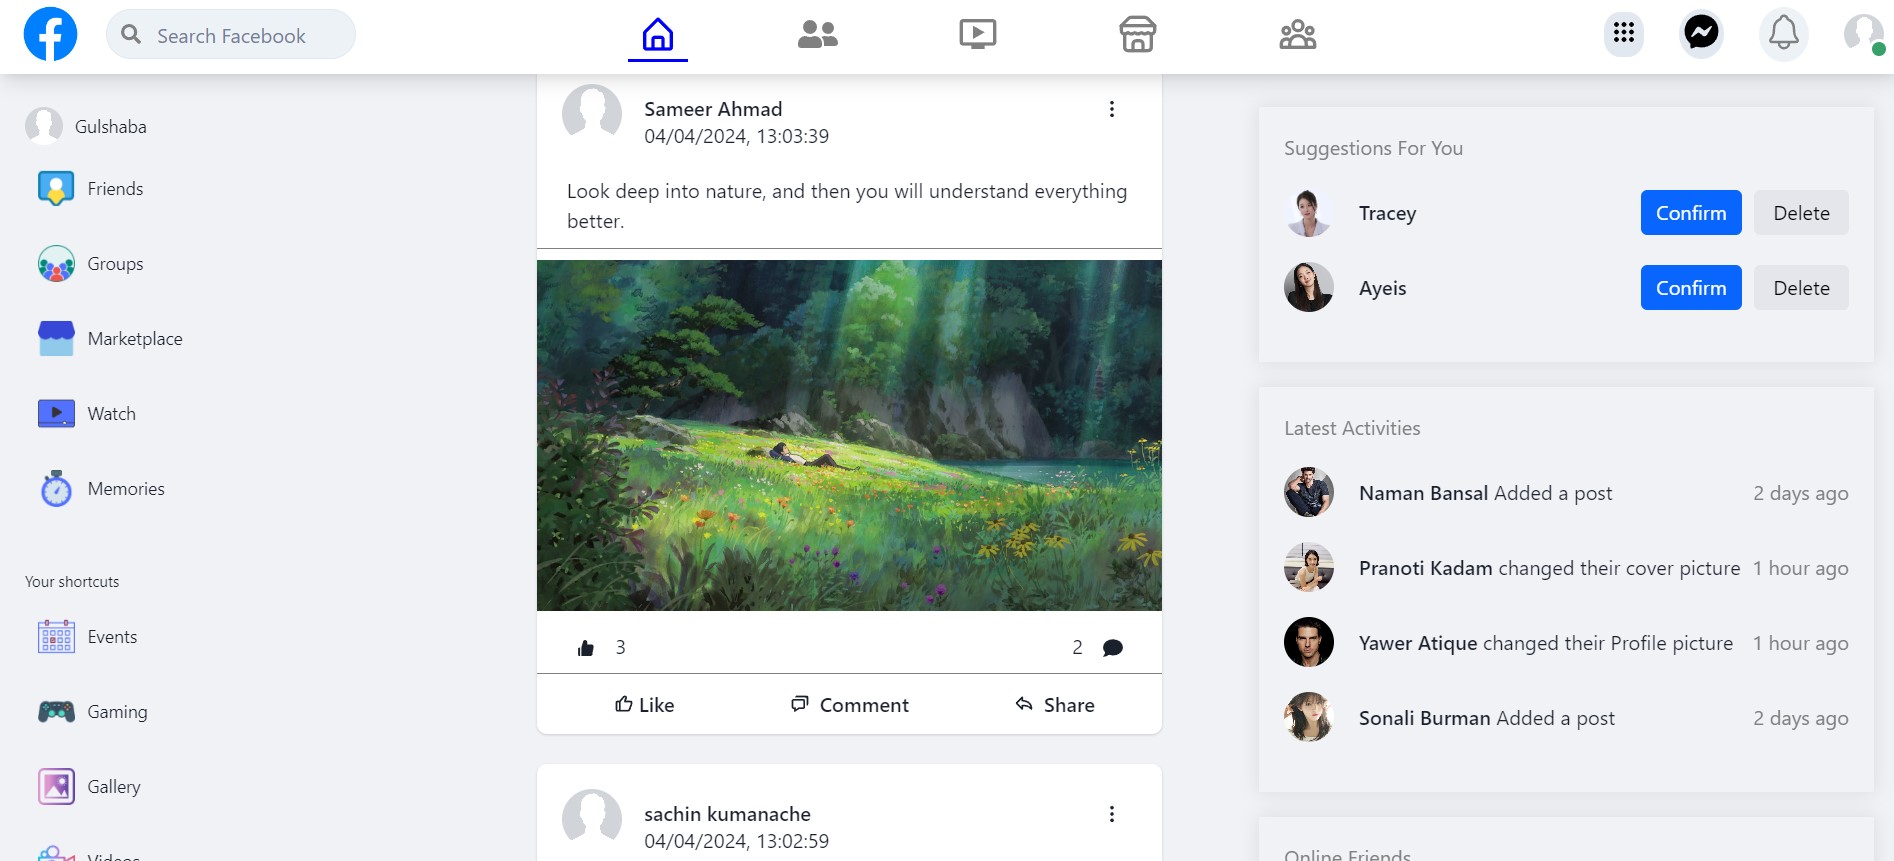 Search Facebook
Gulshaba
Friends
Groups
Marketplace
Watch
Memories
Your shortcuts
Events
Gaming
Gallery
Videos
Sameer Ahmad
04/04/2024, 13:03:39
Look deep into nature, and then you will understand everything
better.
3
2
Like
Comment
Share
sachin kumanache
04/04/2024, 13:02:59
Suggestions For You
Tracey
Confirm
Delete
Ayeis
Confirm
Delete
Latest Activities
Naman Bansal Added a post
2 days ago
Pranoti Kadam changed their cover picture
1 hour ago
Yawer Atique changed their Profile picture
1 hour ago
Sonali Burman Added a post
2 days ago
Online Friends